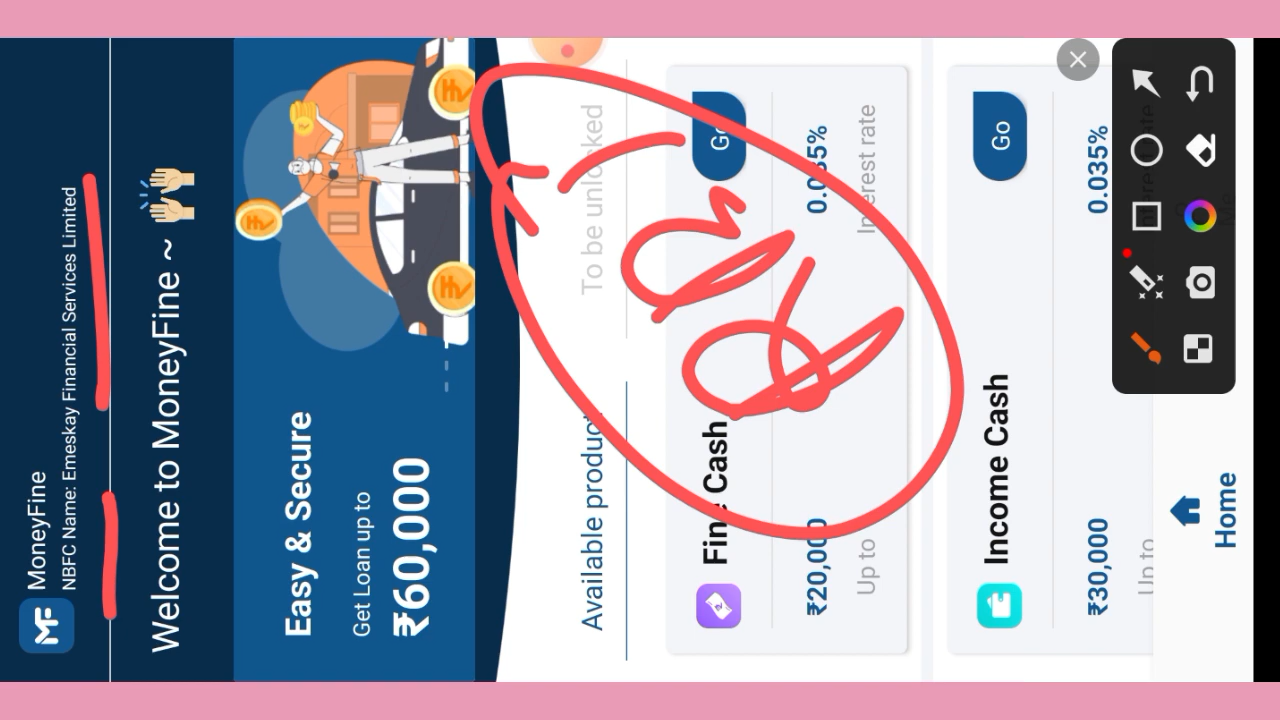 MoneyFine
NBFC Name: Emeskay Financial Services Limited
Welcome to MoneyFine ~
Easy & Secure
Get Loan up to
₹60,000
Available product To be unlocked
Fine Cash Go
₹20,000
Up to Interest rate
Income Cash Go
₹30,000 0.035%
Up to
Home